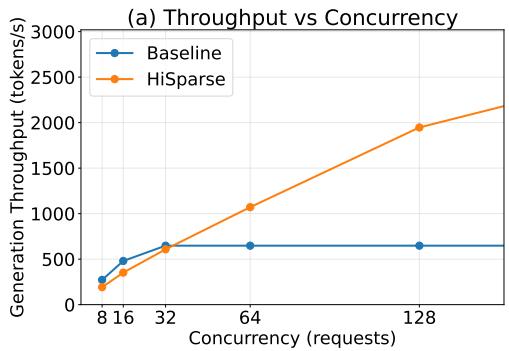 (a) Throughput vs Concurrency
Generation Throughput (tokens/s)
3000
2500
2000
1500
1000
500
0
Baseline
HiSparse
8 16 32 64 128
Concurrency (requests)